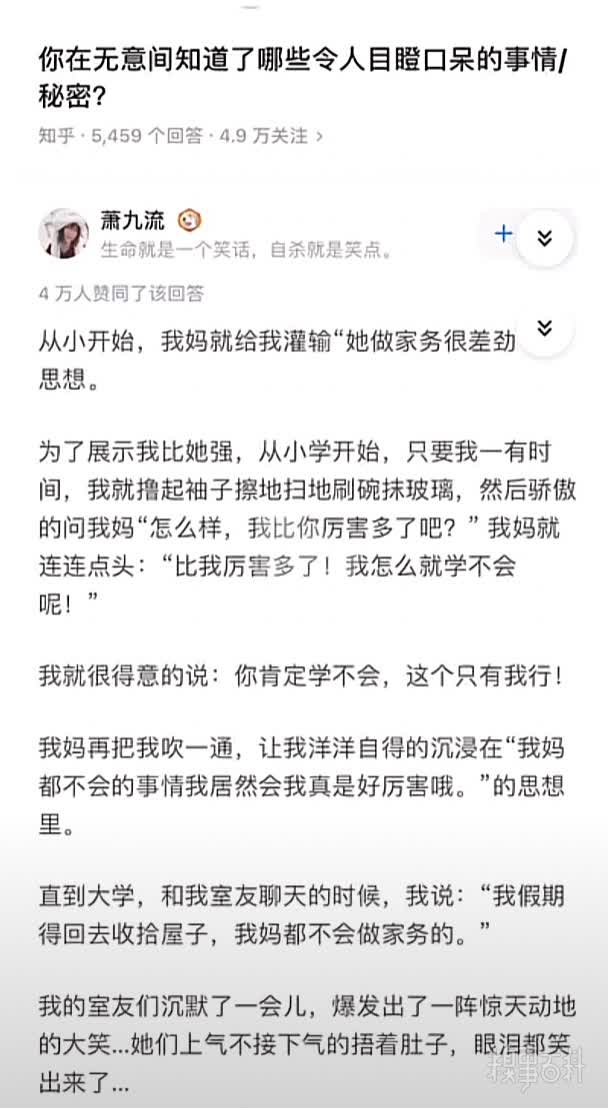 你在无意间知道了哪些令人目瞪口呆的事情/
秘密?
知乎 · 5,459 个回答 · 4.9 万关注 >
萧九流
生命就是一个笑话，自杀就是笑点。
+
4 万人赞同了该回答
从小开始，我妈就给我灌输“她做家务很差劲
思想。
为了展示我比她强，从小学开始，只要我一有时
间，我就撸起袖子擦地扫地刷碗抹玻璃，然后骄傲
的问我妈“怎么样，我比你厉害多了吧？” 我妈就
连连点头：“比我厉害多了！我怎么就学不会
呢！”
我就很得意的说：你肯定学不会，这个只有我行！
我妈再把我吹一通，让我洋洋自得的沉浸在“我妈
都不会的事情我居然会我真是好厉害哦。”的思想
里。
直到大学，和我室友聊天的时候，我说：“我假期
得回去收拾屋子，我妈都不会做家务的。”
我的室友们沉默了一会儿，爆发出了一阵惊天动地
的大笑...她们上气不接下气的捂着肚子，眼泪都笑
出来了...
糗事百科